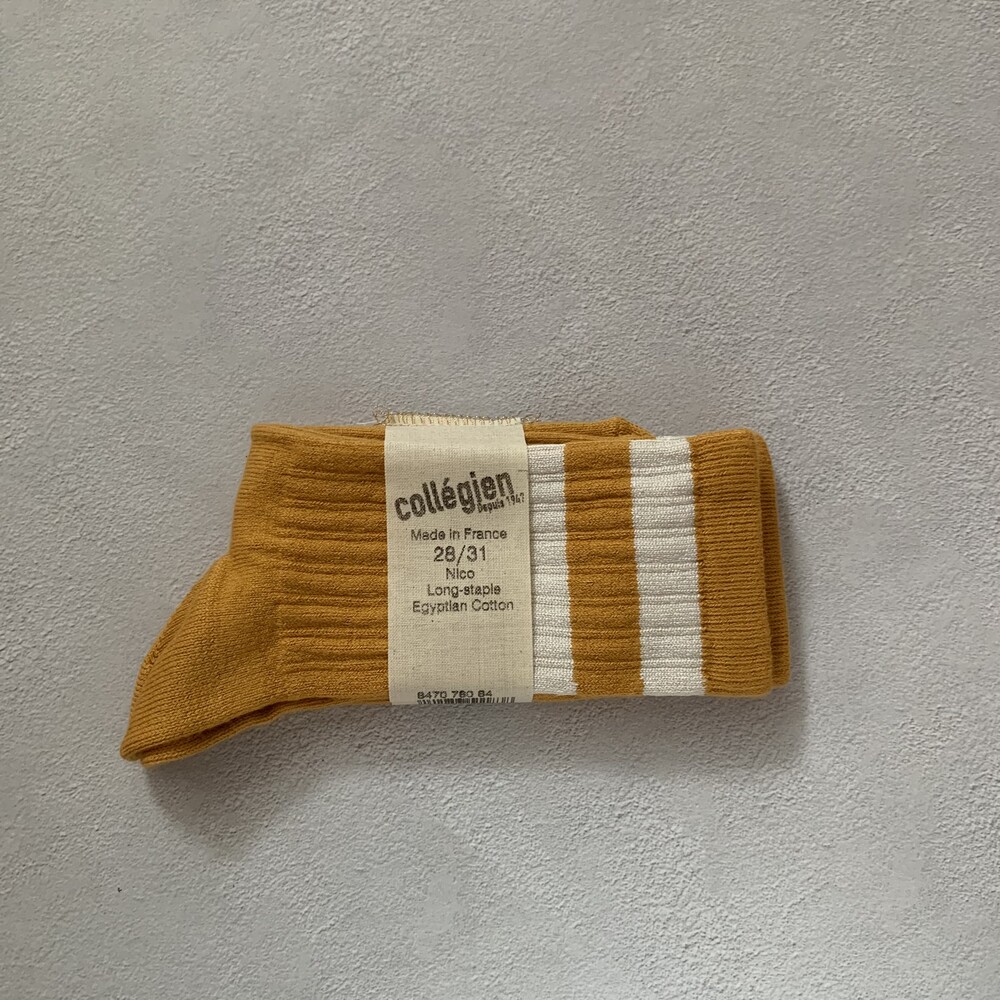 collégien
Depuis 1947
Made in France
28/31
Nico
Long-staple
Egyptian Cotton
8470 780 84